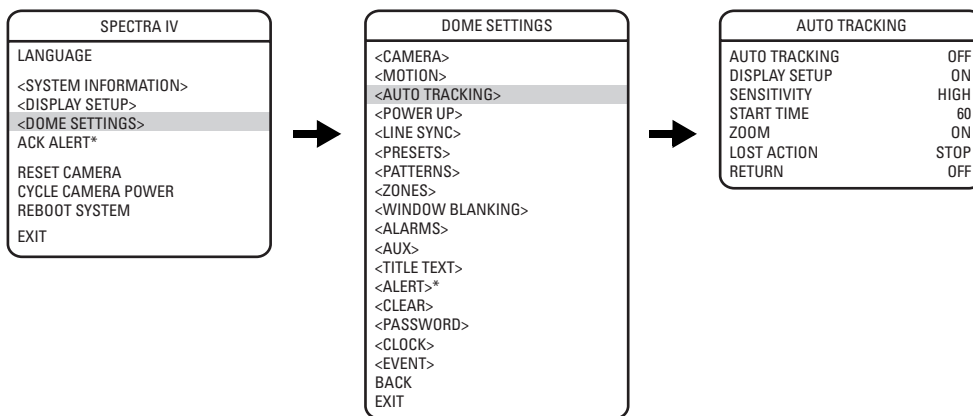 SPECTRA IV
LANGUAGE
<SYSTEM INFORMATION>
<DISPLAY SETUP>
<DOME SETTINGS>
ACK ALERT*
RESET CAMERA
CYCLE CAMERA POWER
REBOOT SYSTEM
EXIT
DOME SETTINGS
<CAMERA>
<MOTION>
<AUTO TRACKING>
<POWER UP>
<LINE SYNC>
<PRESETS>
<PATTERNS>
<ZONES>
<WINDOW BLANKING>
<ALARMS>
<AUX>
<TITLE TEXT>
<ALERT>*
<CLEAR>
<PASSWORD>
<CLOCK>
<EVENT>
BACK
EXIT
AUTO TRACKING
AUTO TRACKING OFF
DISPLAY SETUP ON
SENSITIVITY HIGH
START TIME 60
ZOOM ON
LOST ACTION STOP
RETURN OFF